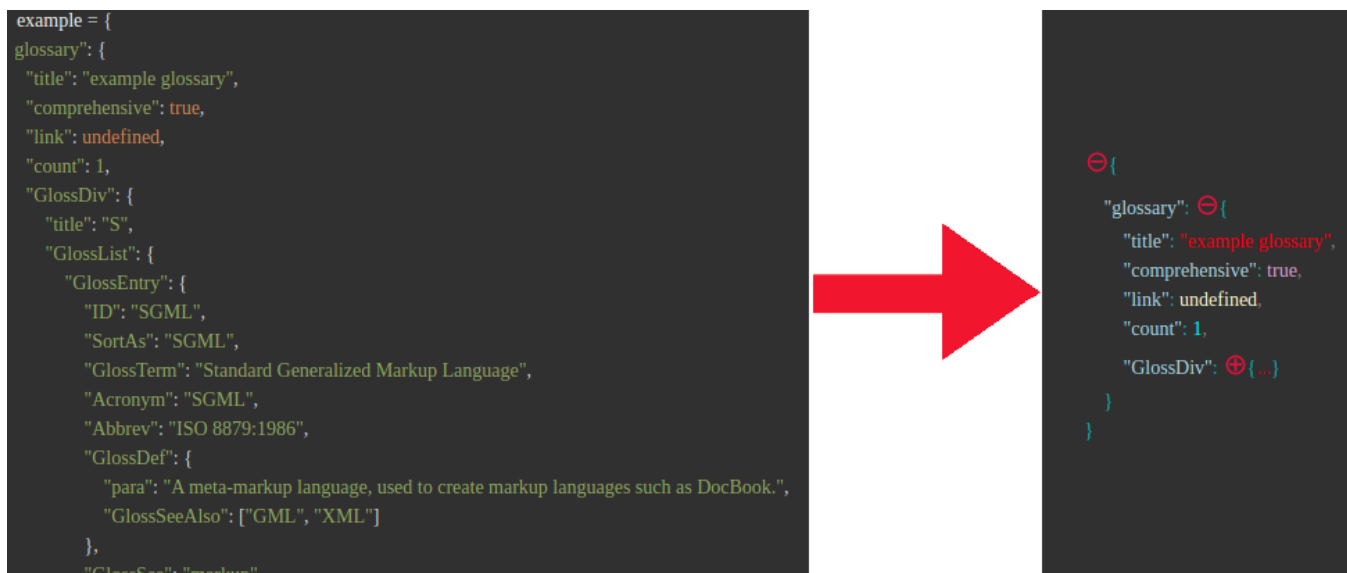 example = {
glossary": {
"title": "example glossary",
"comprehensive": true,
"link": undefined,
"count": 1,
"GlossDiv": {
"title": "S",
"GlossList": {
"GlossEntry": {
"ID": "SGML",
"SortAs": "SGML",
"GlossTerm": "Standard Generalized Markup Language",
"Acronym": "SGML",
"Abbrev": "ISO 8879:1986",
"GlossDef": {
"para": "A meta-markup language, used to create markup languages such as DocBook.",
"GlossSeeAlso": ["GML", "XML"]
},
"GlossSee": "markup"
⊖{
"glossary": ⊖{
"title": "example glossary",
"comprehensive": true,
"link": undefined,
"count": 1,
"GlossDiv": ⊕{...}
}
}